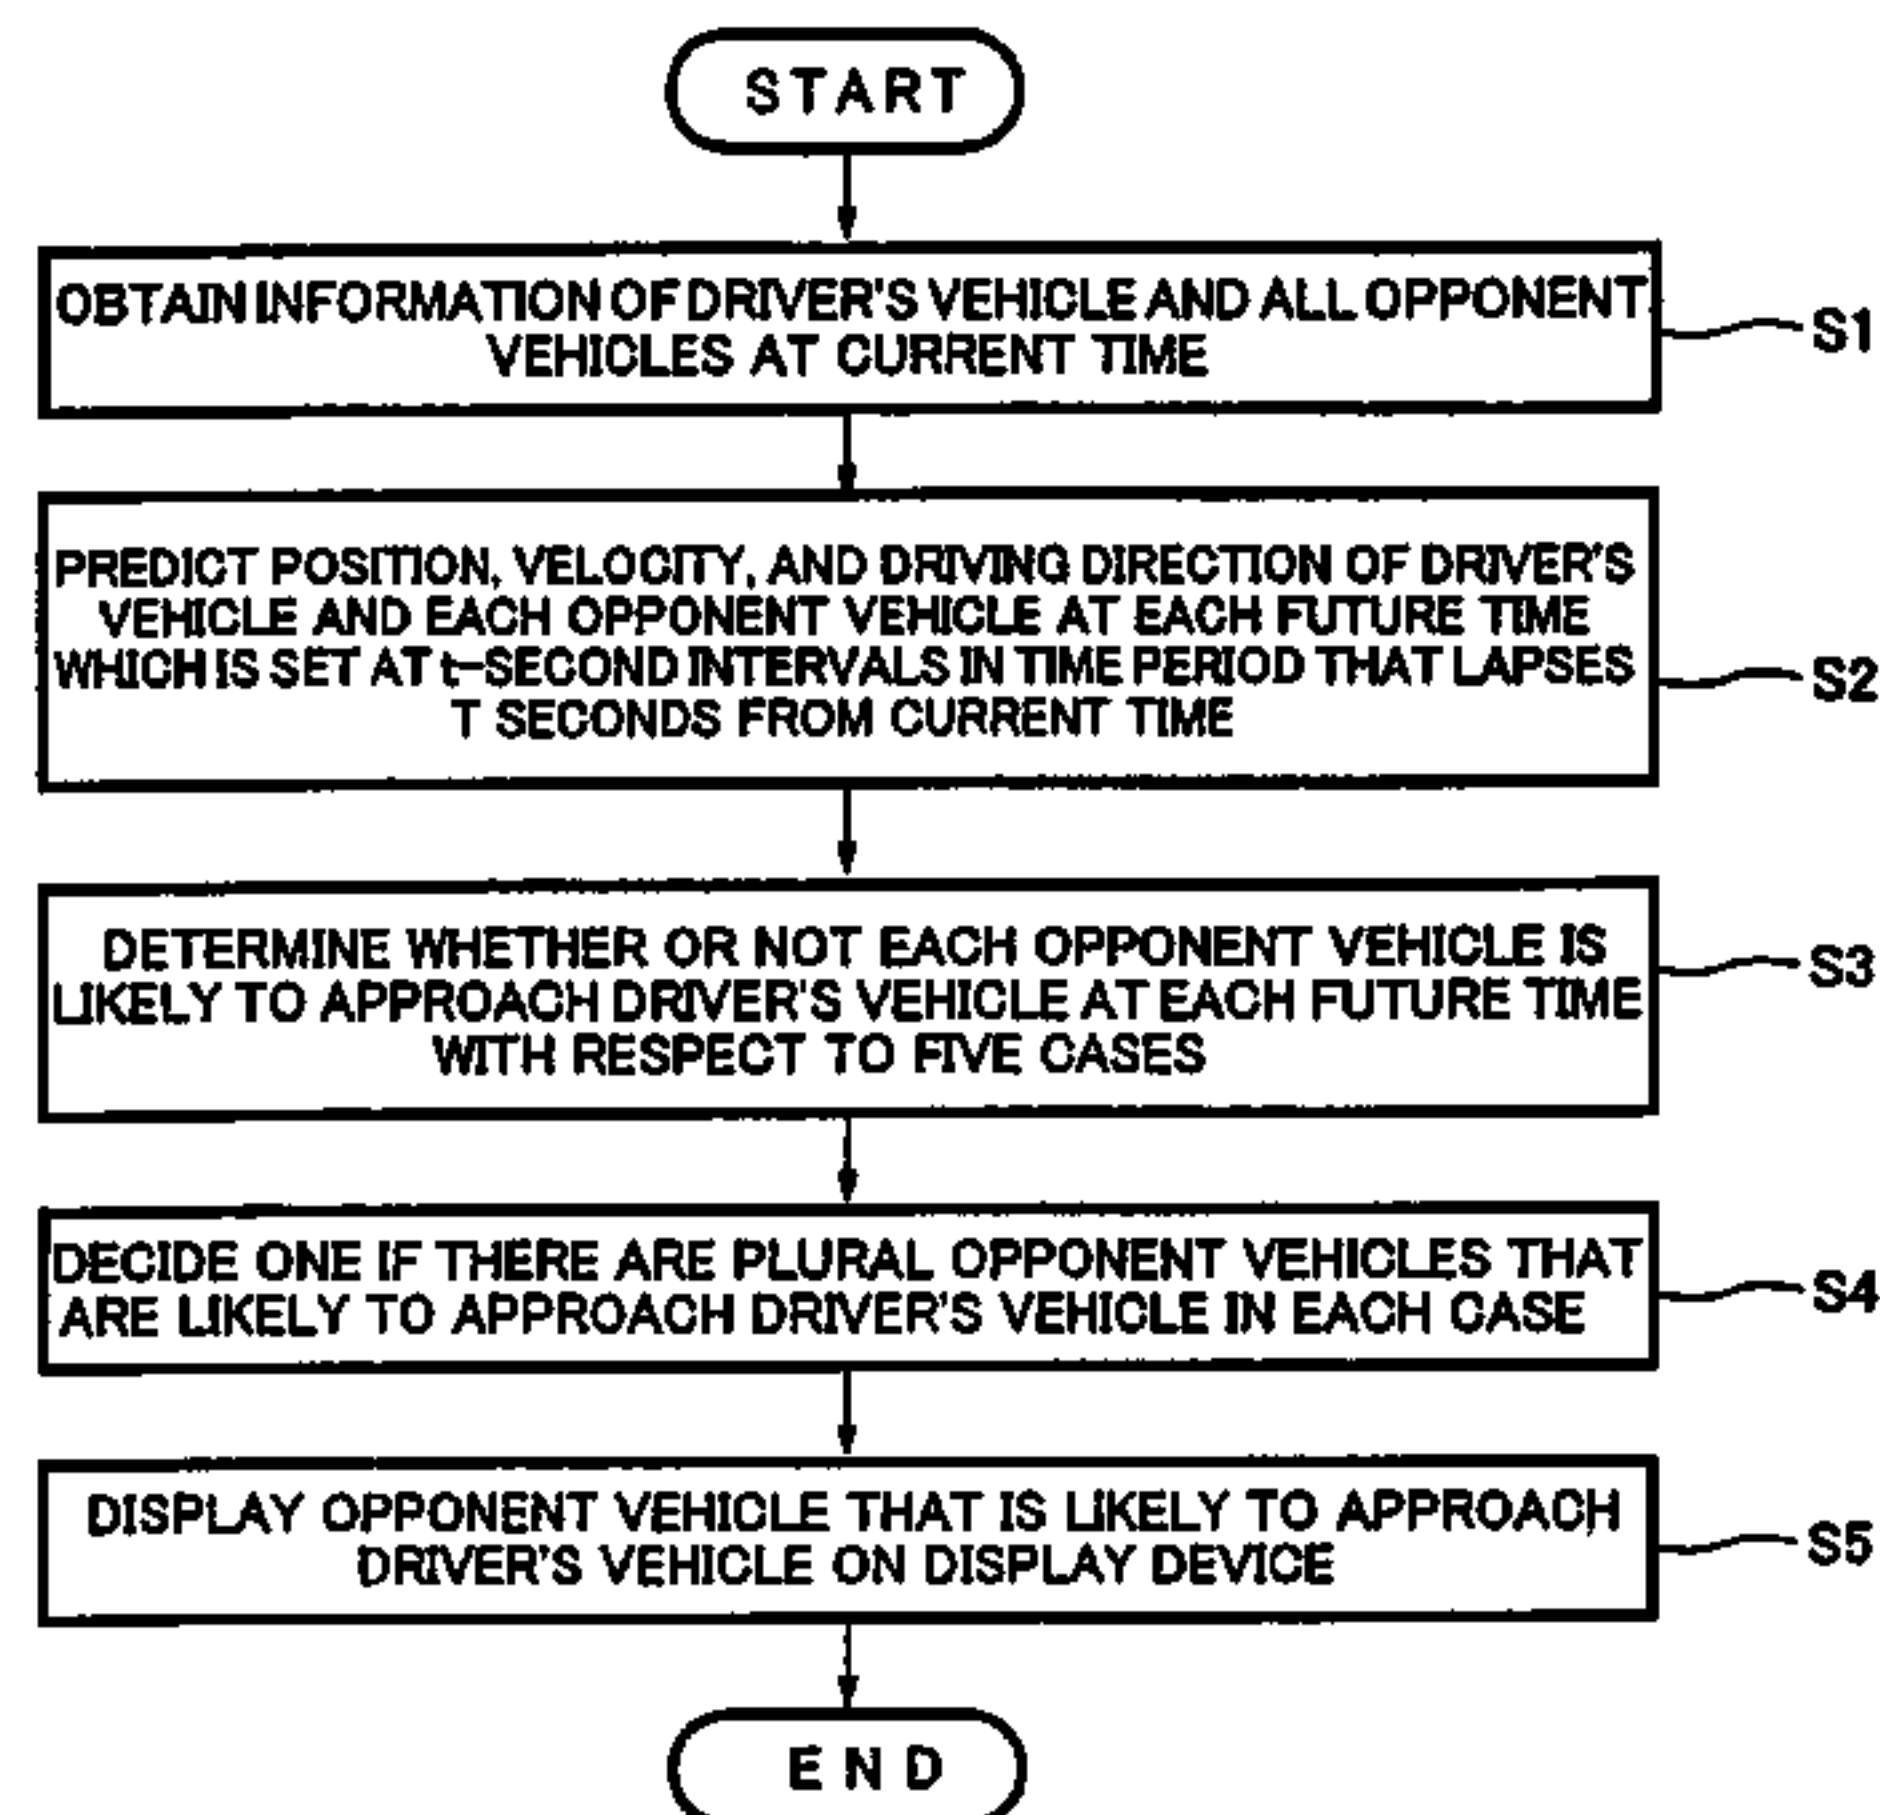 START
OBTAIN INFORMATION OF DRIVER'S VEHICLE AND ALL OPPONENT
VEHICLES AT CURRENT TIME
S1
PREDICT POSITION, VELOCITY, AND DRIVING DIRECTION OF DRIVER'S
VEHICLE AND EACH OPPONENT VEHICLE AT EACH FUTURE TIME
WHICH IS SET AT t-SECOND INTERVALS IN TIME PERIOD THAT LAPSES
T SECONDS FROM CURRENT TIME
S2
DETERMINE WHETHER OR NOT EACH OPPONENT VEHICLE IS
LIKELY TO APPROACH DRIVER'S VEHICLE AT EACH FUTURE TIME
WITH RESPECT TO FIVE CASES
S3
DECIDE ONE IF THERE ARE PLURAL OPPONENT VEHICLES THAT
ARE LIKELY TO APPROACH DRIVER'S VEHICLE IN EACH CASE
S4
DISPLAY OPPONENT VEHICLE THAT IS LIKELY TO APPROACH
DRIVER'S VEHICLE ON DISPLAY DEVICE
S5
END